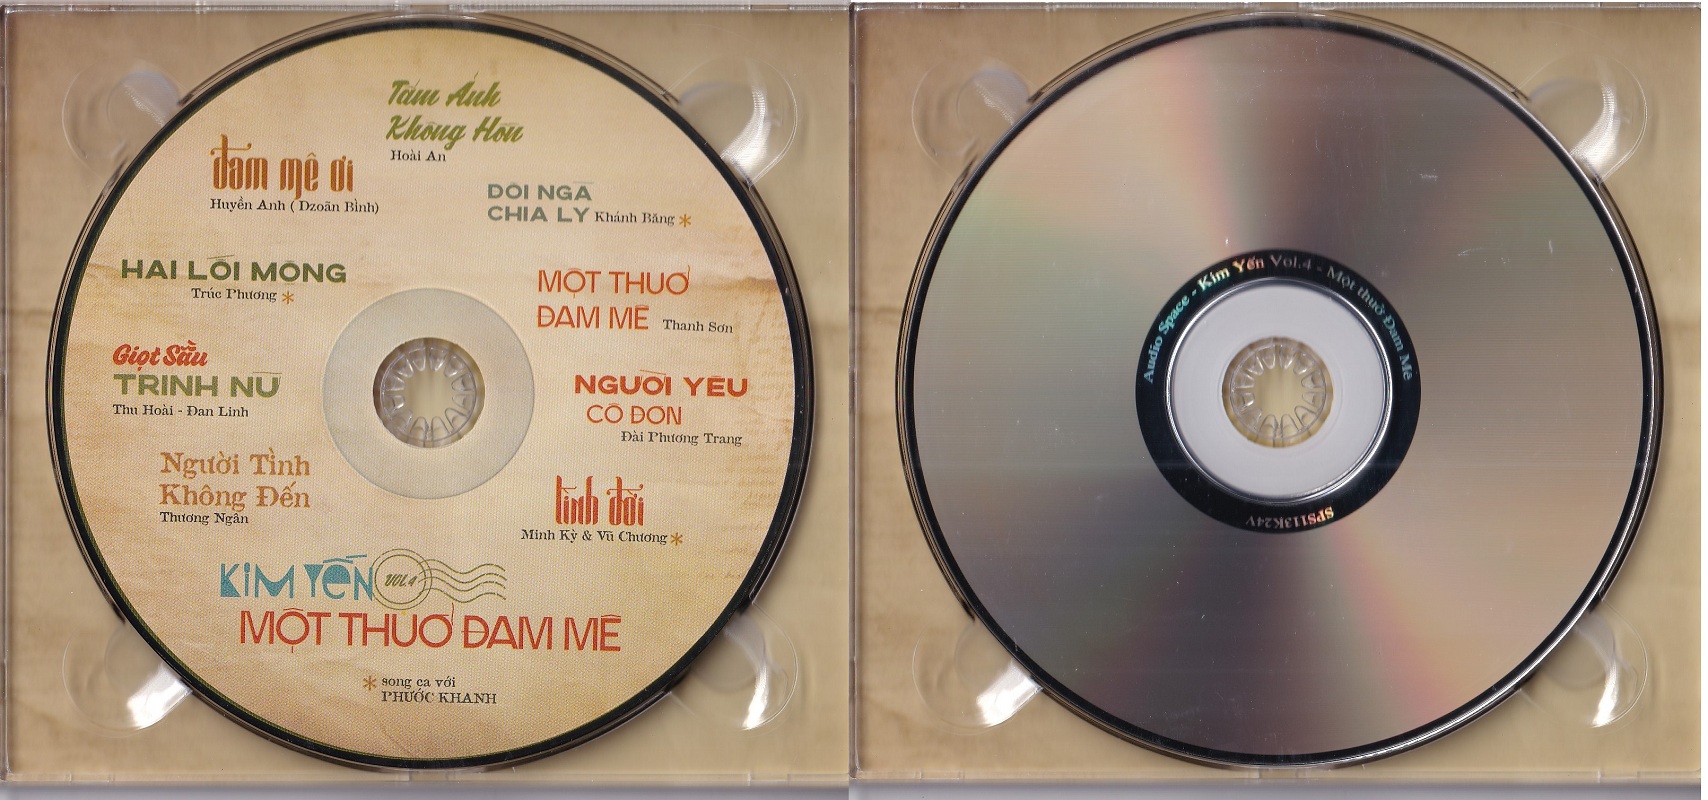 Tấm Ảnh
Không Hồn
Hoài An
đam mê ơi
Huyền Anh ( Dzoãn Bình)
ĐÔI NGÃ
CHIA LY Khánh Băng *
HAI LỐI MỘNG
Trúc Phương *
MỘT THUỞ
ĐAM MÊ Thanh Sơn
Giọt Sầu
TRINH NỮ
Thu Hoài - Đan Linh
NGƯỜI YÊU
CÔ ĐƠN
Đài Phương Trang
Người Tình
Không Đến
Thương Ngân
tình đời
Minh Kỳ & Vũ Chương *
KIM YẾN VOL.4
MỘT THUỞ ĐAM MÊ
* song ca với
PHƯỚC KHANH
Audio Space - Kim Yến Vol.4 - Một thuở Đam Mê
SPS113K24V